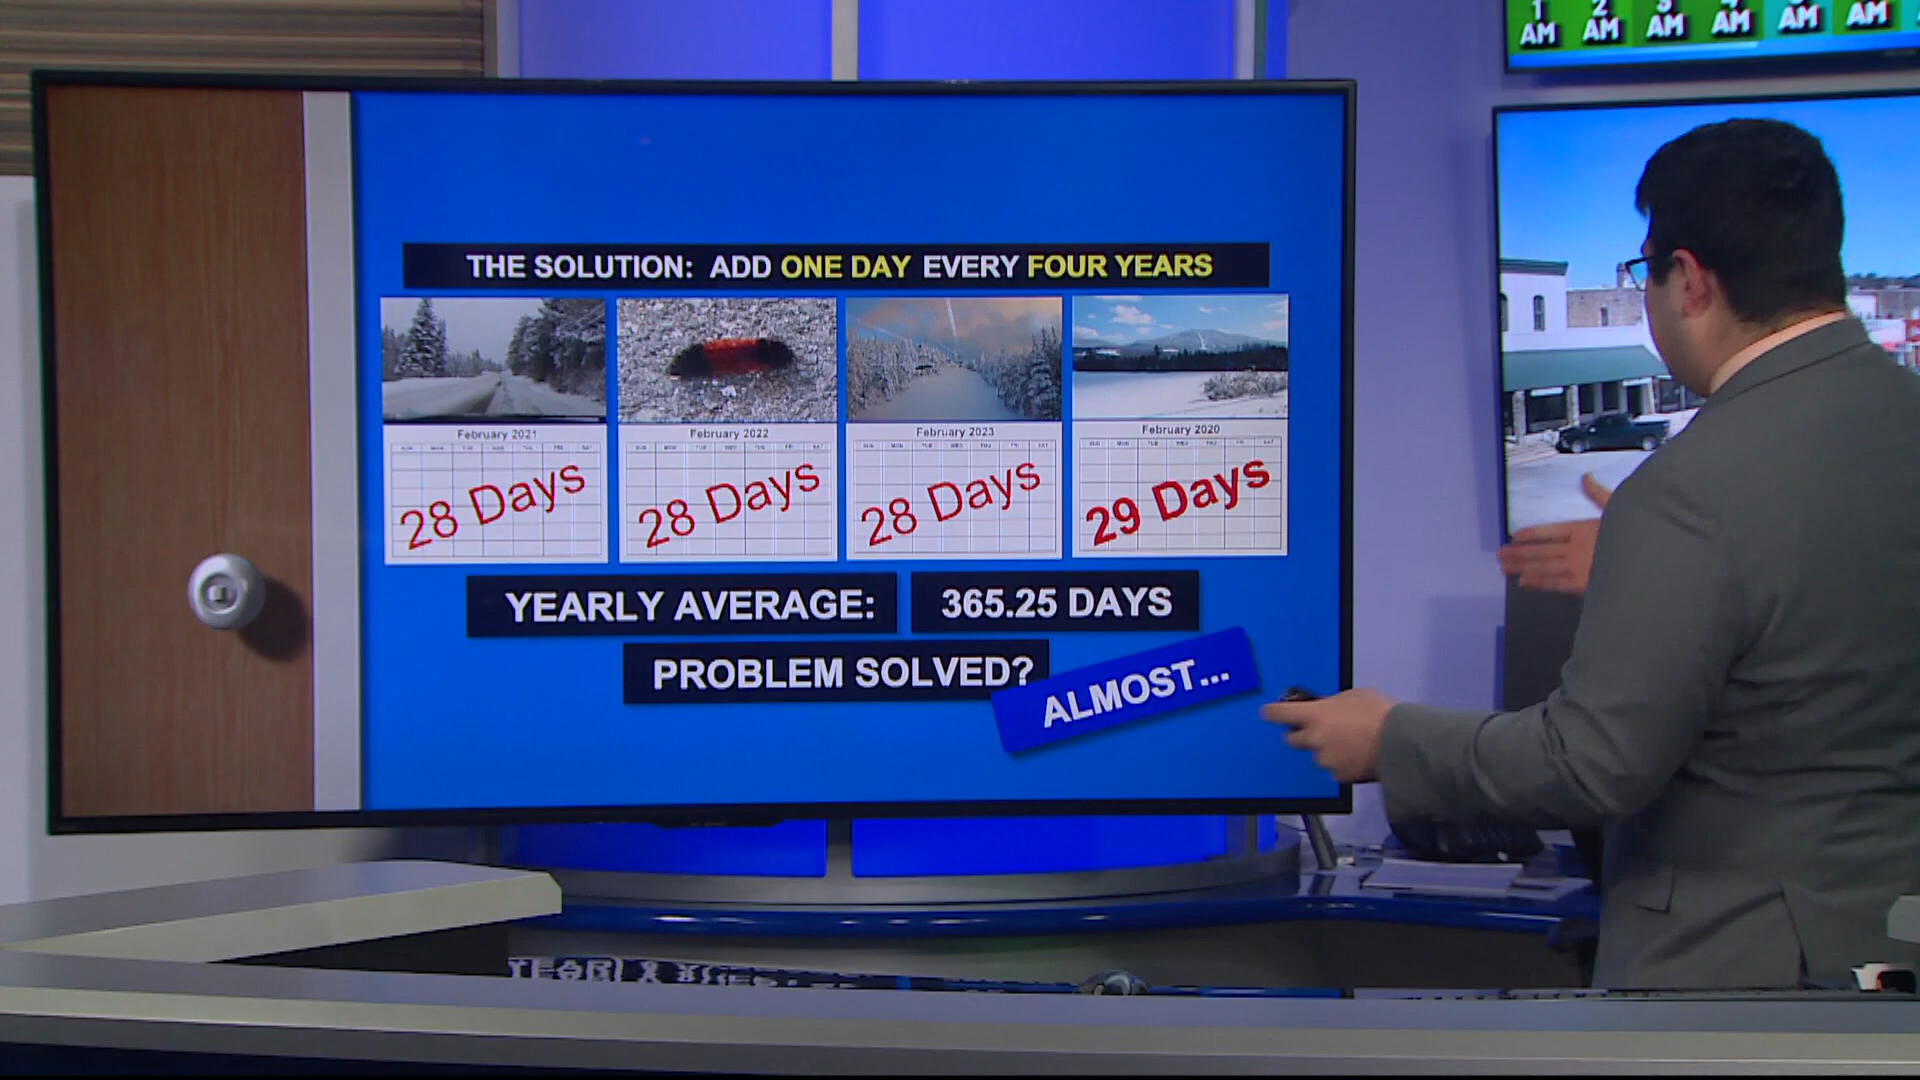 1 AM 2 AM 3 AM 4 AM AM AM
THE SOLUTION: ADD ONE DAY EVERY FOUR YEARS
February 2021
28 Days
February 2022
28 Days
February 2023
28 Days
February 2020
29 Days
YEARLY AVERAGE: 365.25 DAYS
PROBLEM SOLVED?
ALMOST...